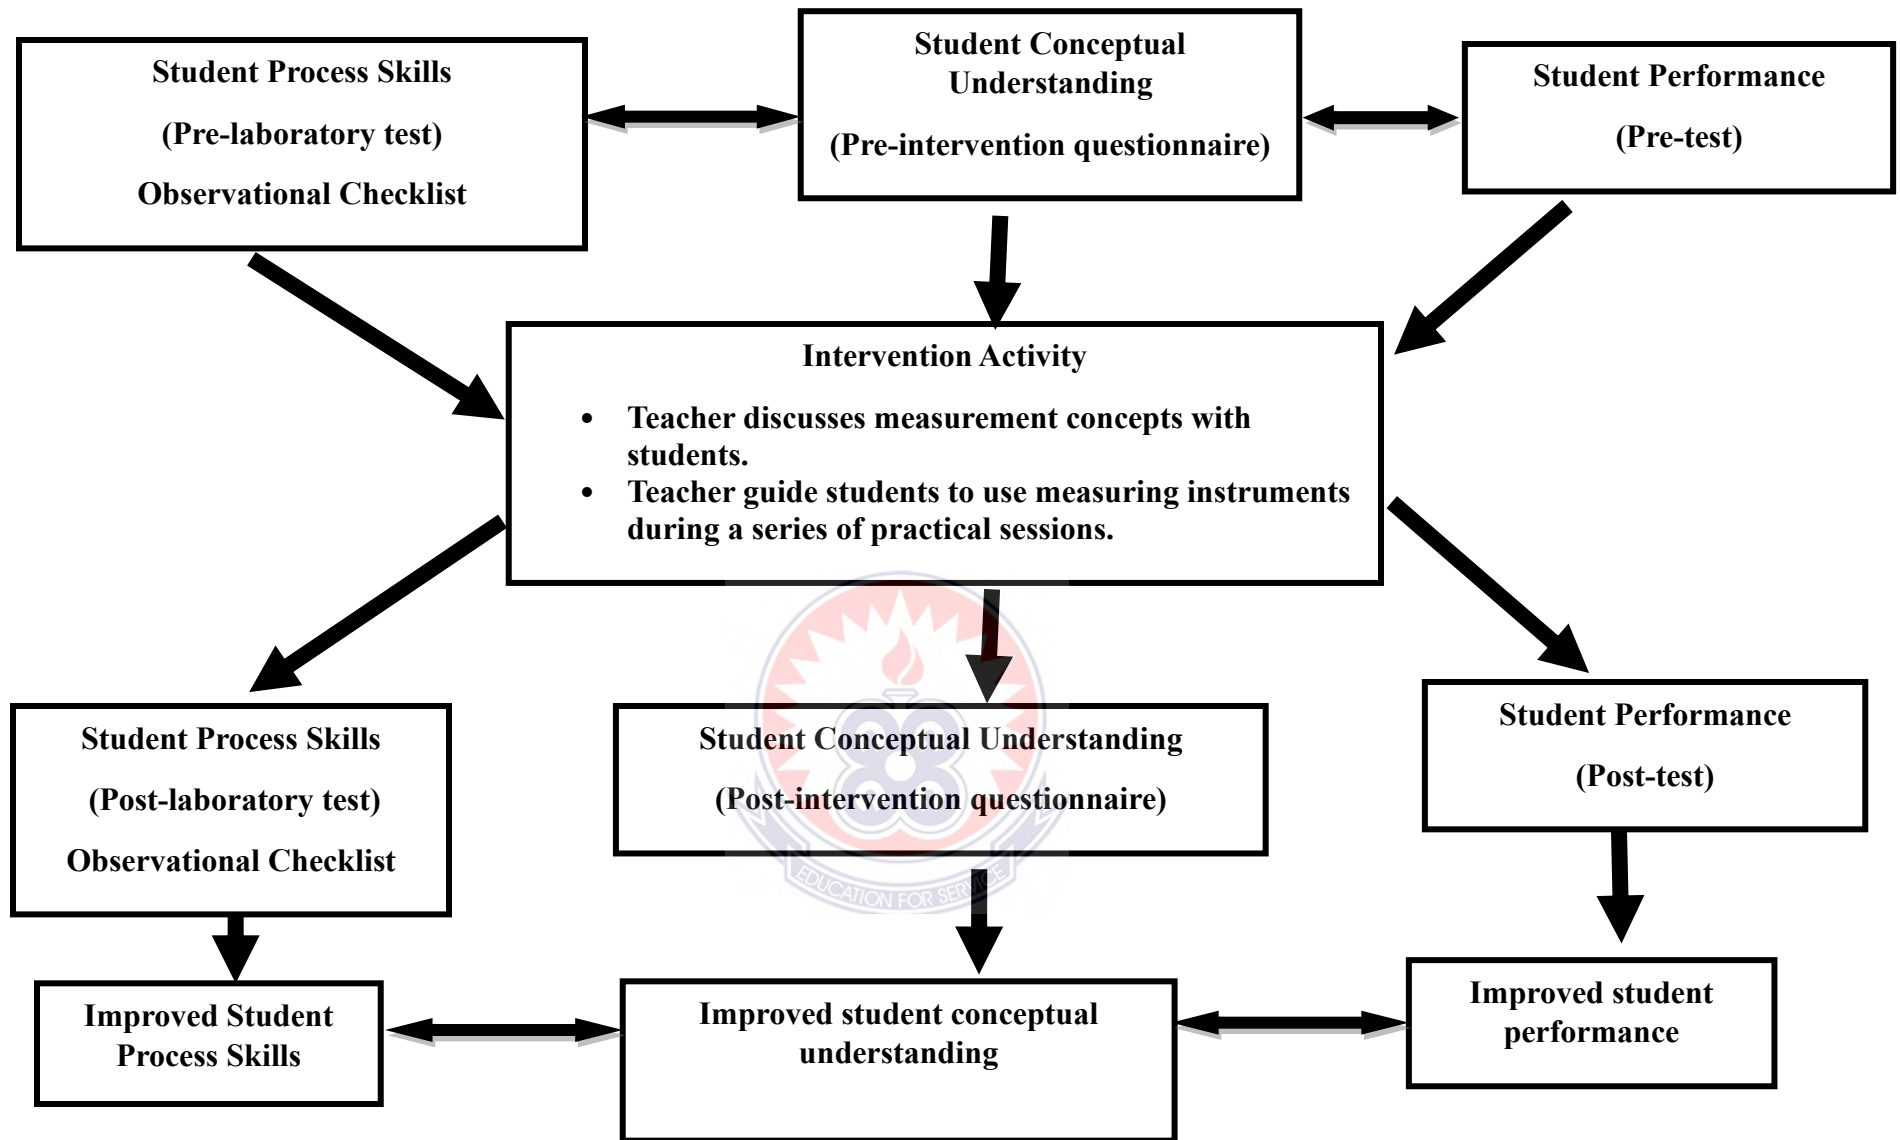 Student Process Skills
(Pre-laboratory test)
Observational Checklist
Student Conceptual
Understanding
(Pre-intervention questionnaire)
Student Performance
(Pre-test)
Intervention Activity
• Teacher discusses measurement concepts with
students.
• Teacher guide students to use measuring instruments
during a series of practical sessions.
Student Process Skills
(Post-laboratory test)
Observational Checklist
Student Conceptual Understanding
(Post-intervention questionnaire)
Student Performance
(Post-test)
EDUCATION FOR SERVICE
Improved Student
Process Skills
Improved student conceptual
understanding
Improved student
performance